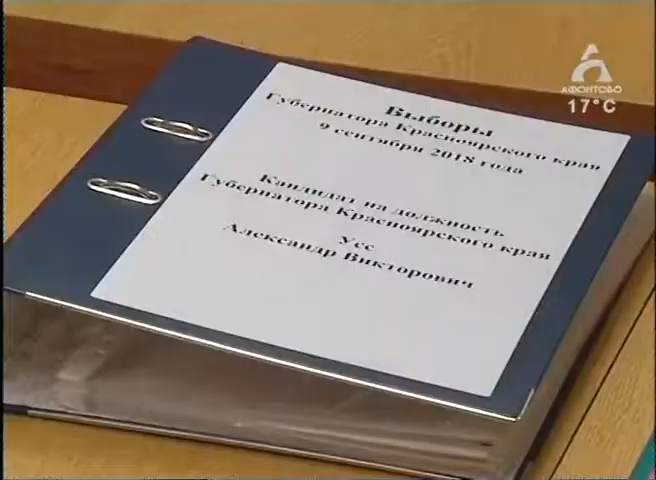 АФОНТОВО
17°C
Выборы
Губернатора Красноярского края
9 сентября 2018 года
Кандидат на должность
Губернатора Красноярского края
Усс
Александр Викторович